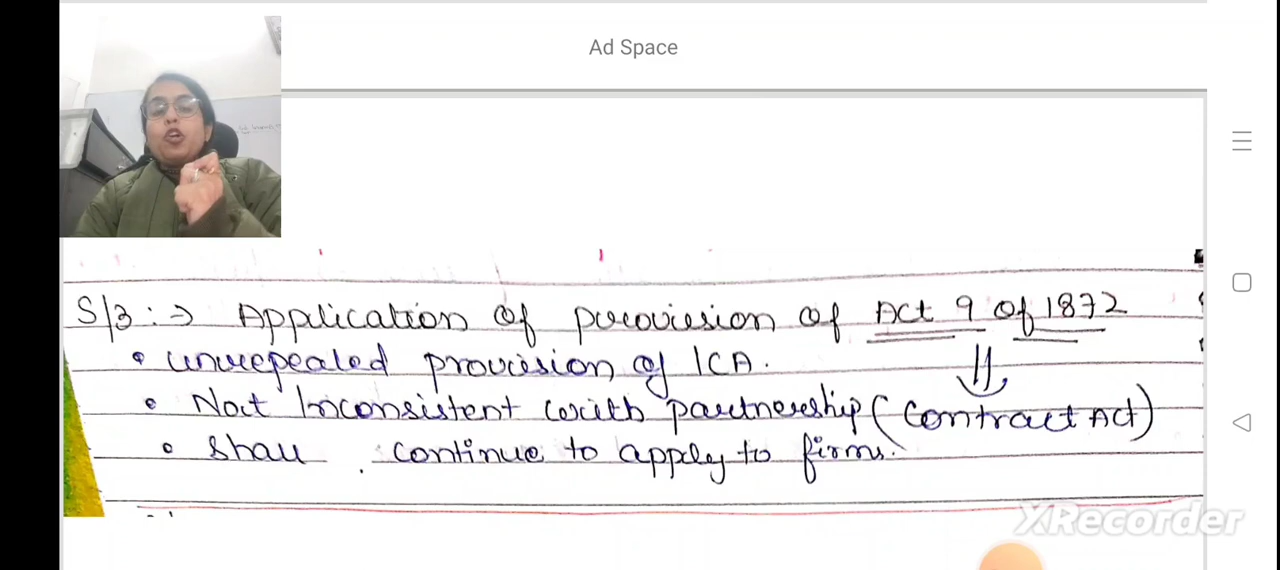 Ad Space
S/3 :⇒ Application of provision of Act 9 of 1872
• unrepealed provision of ICA.
• Not Inconsistent with partnership (Contract Act)
• Shall continue to apply to firms.
XRecorder